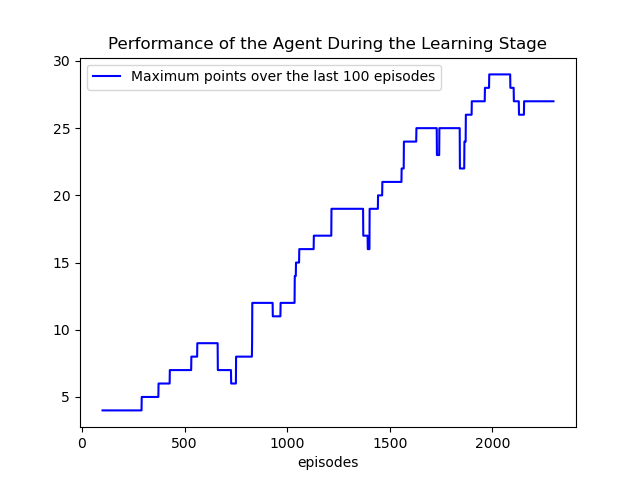 Performance of the Agent During the Learning Stage
Maximum points over the last 100 episodes
30
25
20
15
10
5
0 500 1000 1500 2000
episodes